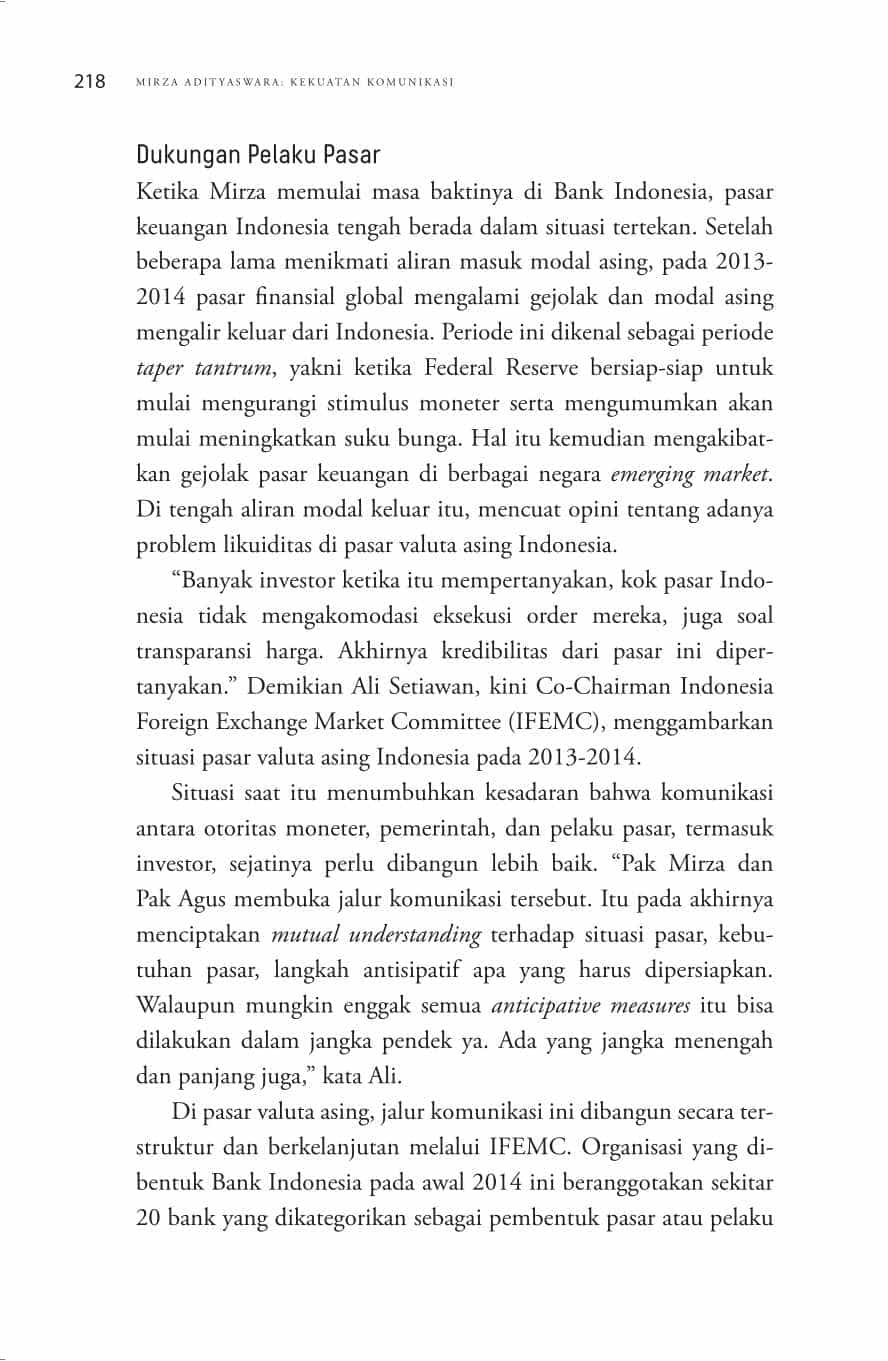 218 MIRZA ADITYASWARA: KEKUATAN KOMUNIKASI
Dukungan Pelaku Pasar
Ketika Mirza memulai masa baktinya di Bank Indonesia, pasar
keuangan Indonesia tengah berada dalam situasi tertekan. Setelah
beberapa lama menikmati aliran masuk modal asing, pada 2013-
2014 pasar finansial global mengalami gejolak dan modal asing
mengalir keluar dari Indonesia. Periode ini dikenal sebagai periode
taper tantrum, yakni ketika Federal Reserve bersiap-siap untuk
mulai mengurangi stimulus moneter serta mengumumkan akan
mulai meningkatkan suku bunga. Hal itu kemudian mengakibat-
kan gejolak pasar keuangan di berbagai negara emerging market.
Di tengah aliran modal keluar itu, mencuat opini tentang adanya
problem likuiditas di pasar valuta asing Indonesia.
“Banyak investor ketika itu mempertanyakan, kok pasar Indo-
nesia tidak mengakomodasi eksekusi order mereka, juga soal
transparansi harga. Akhirnya kredibilitas dari pasar ini diper-
tanyakan.” Demikian Ali Setiawan, kini Co-Chairman Indonesia
Foreign Exchange Market Committee (IFEMC), menggambarkan
situasi pasar valuta asing Indonesia pada 2013-2014.
Situasi saat itu menumbuhkan kesadaran bahwa komunikasi
antara otoritas moneter, pemerintah, dan pelaku pasar, termasuk
investor, sejatinya perlu dibangun lebih baik. “Pak Mirza dan
Pak Agus membuka jalur komunikasi tersebut. Itu pada akhirnya
menciptakan mutual understanding terhadap situasi pasar, kebu-
tuhan pasar, langkah antisipatif apa yang harus dipersiapkan.
Walaupun mungkin enggak semua anticipative measures itu bisa
dilakukan dalam jangka pendek ya. Ada yang jangka menengah
dan panjang juga,” kata Ali.
Di pasar valuta asing, jalur komunikasi ini dibangun secara ter-
struktur dan berkelanjutan melalui IFEMC. Organisasi yang di-
bentuk Bank Indonesia pada awal 2014 ini beranggotakan sekitar
20 bank yang dikategorikan sebagai pembentuk pasar atau pelaku